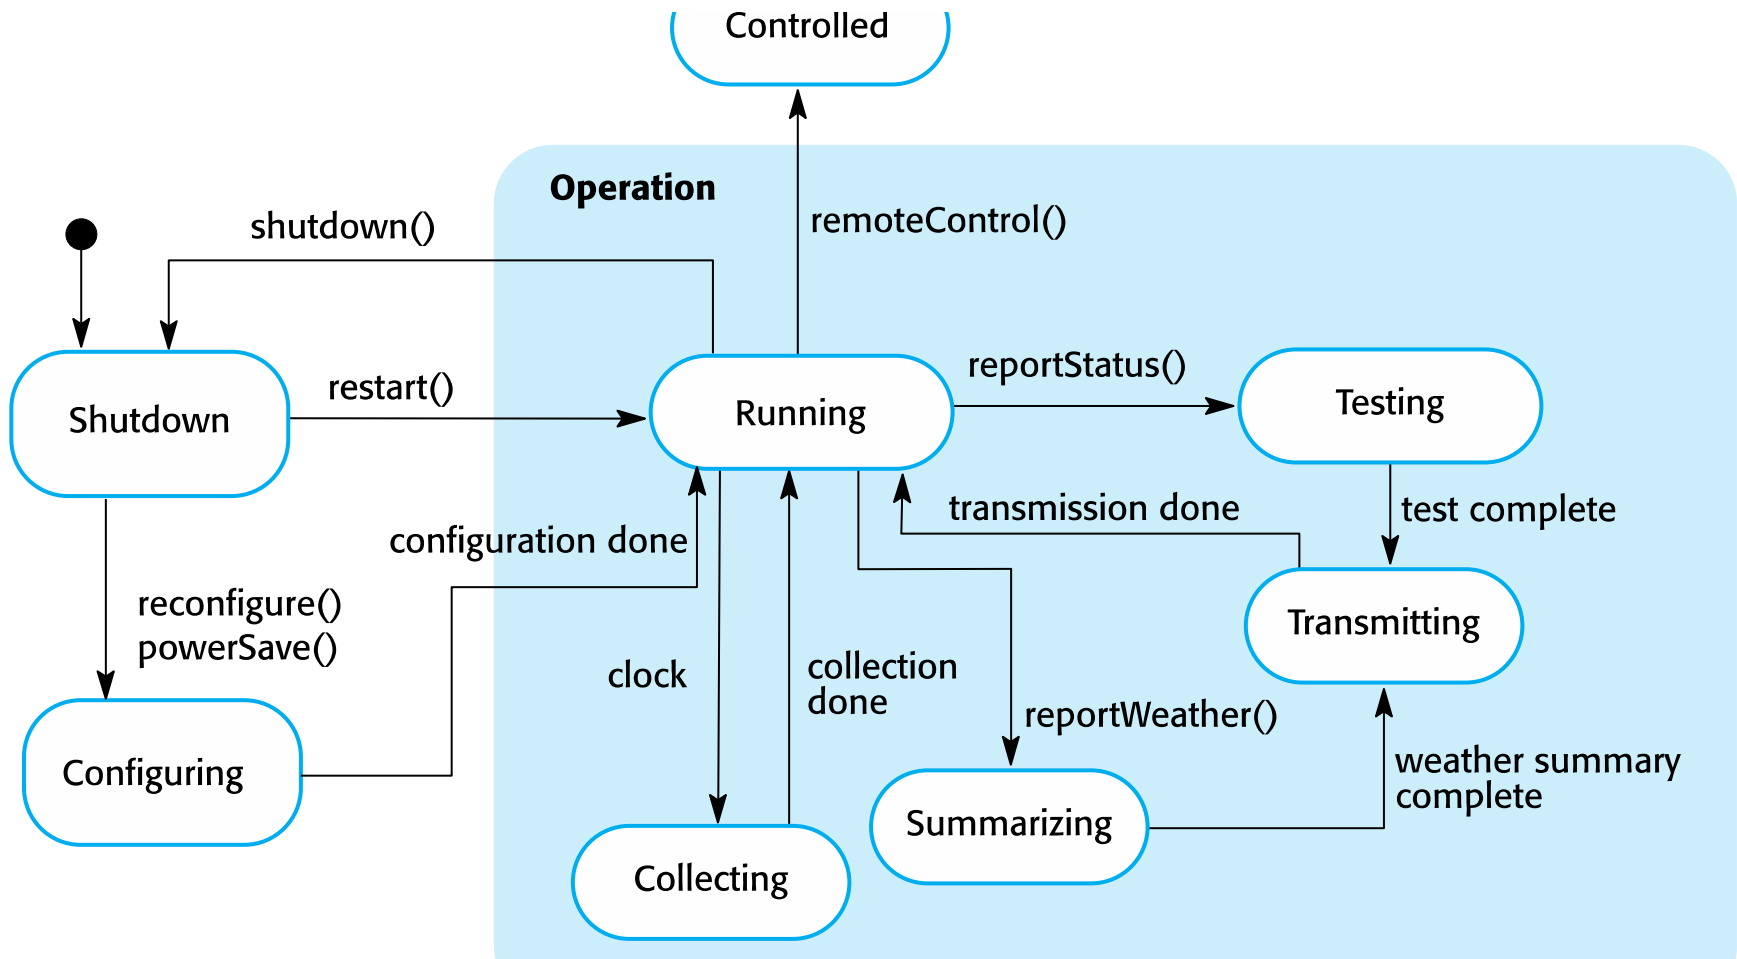 Controlled
Operation
shutdown()
remoteControl()
restart()
reportStatus()
Shutdown
Running
Testing
configuration done
transmission done
test complete
reconfigure()
powerSave()
Transmitting
clock
collection
done
reportWeather()
Configuring
weather summary
complete
Summarizing
Collecting